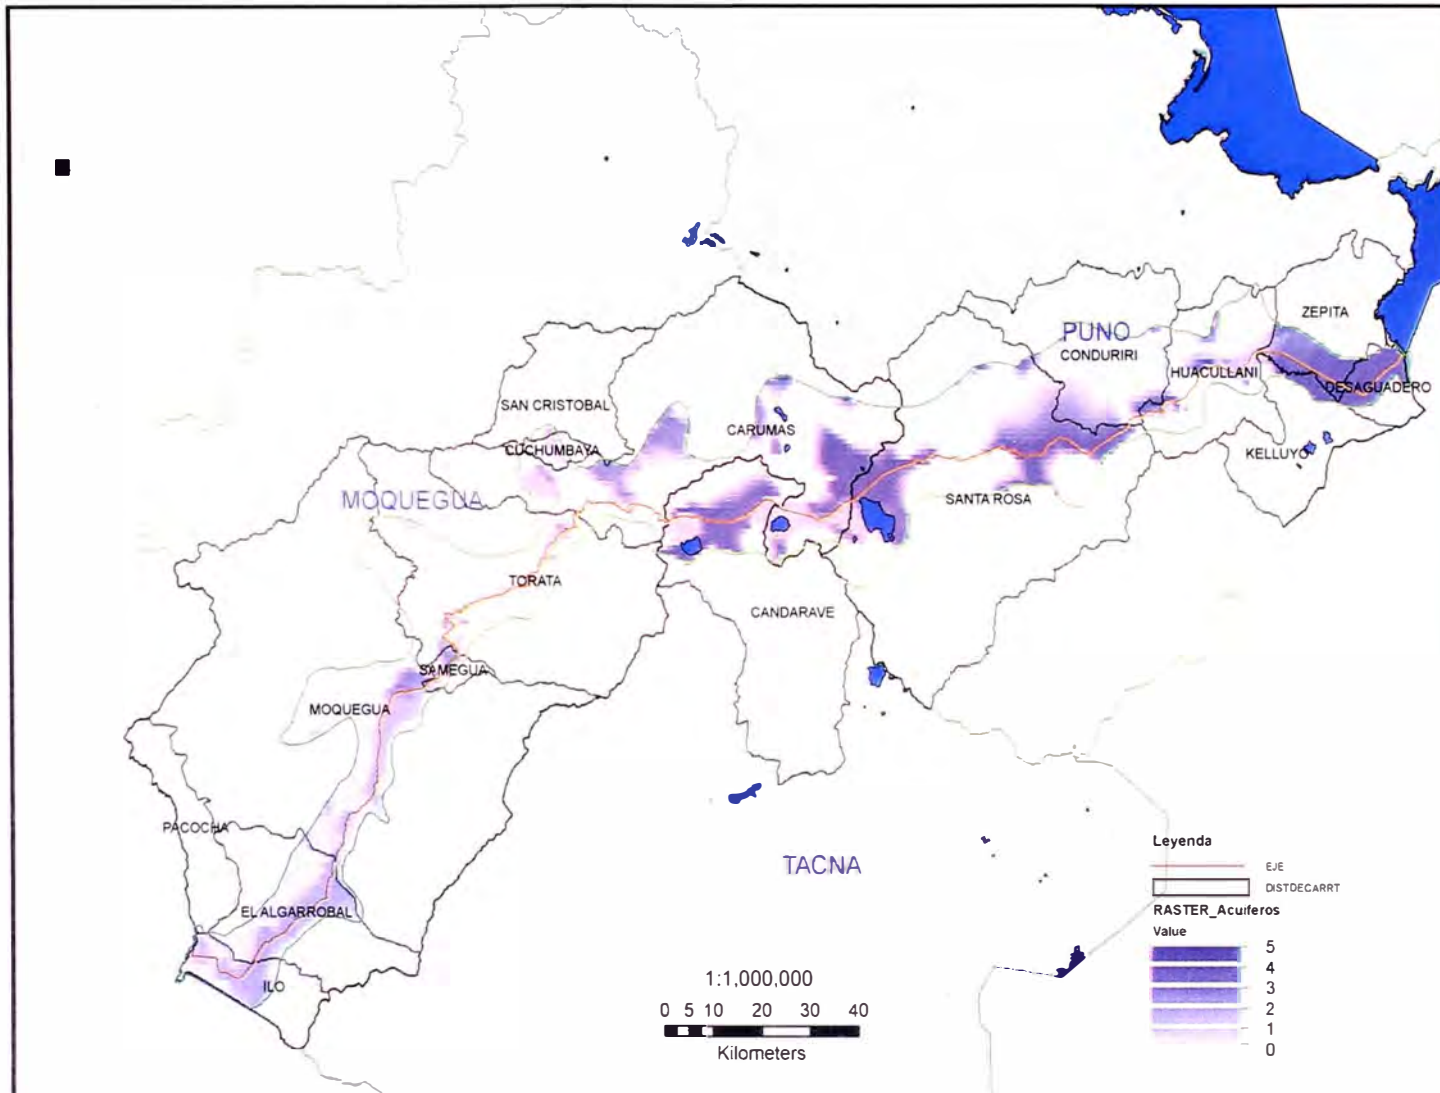 ZEPITA
PUNO
CONDURIRI
HUACULLANI
DESAGUADERO
SAN CRISTOBAL
CARUMAS
CUCHUMBAYA
KELLUYO
MOQUEGUA
SANTA ROSA
TORATA
CANDARAVE
SAMEGUA
MOQUEGUA
PACOCHA
TACNA
EL ALGARROBAL
ILO
1:1,000,000
0 5 10 20 30 40
Kilometers
Leyenda
EJE
DISTDECARRT
RASTER_Acuiferos
Value
5
4
3
2
1
0